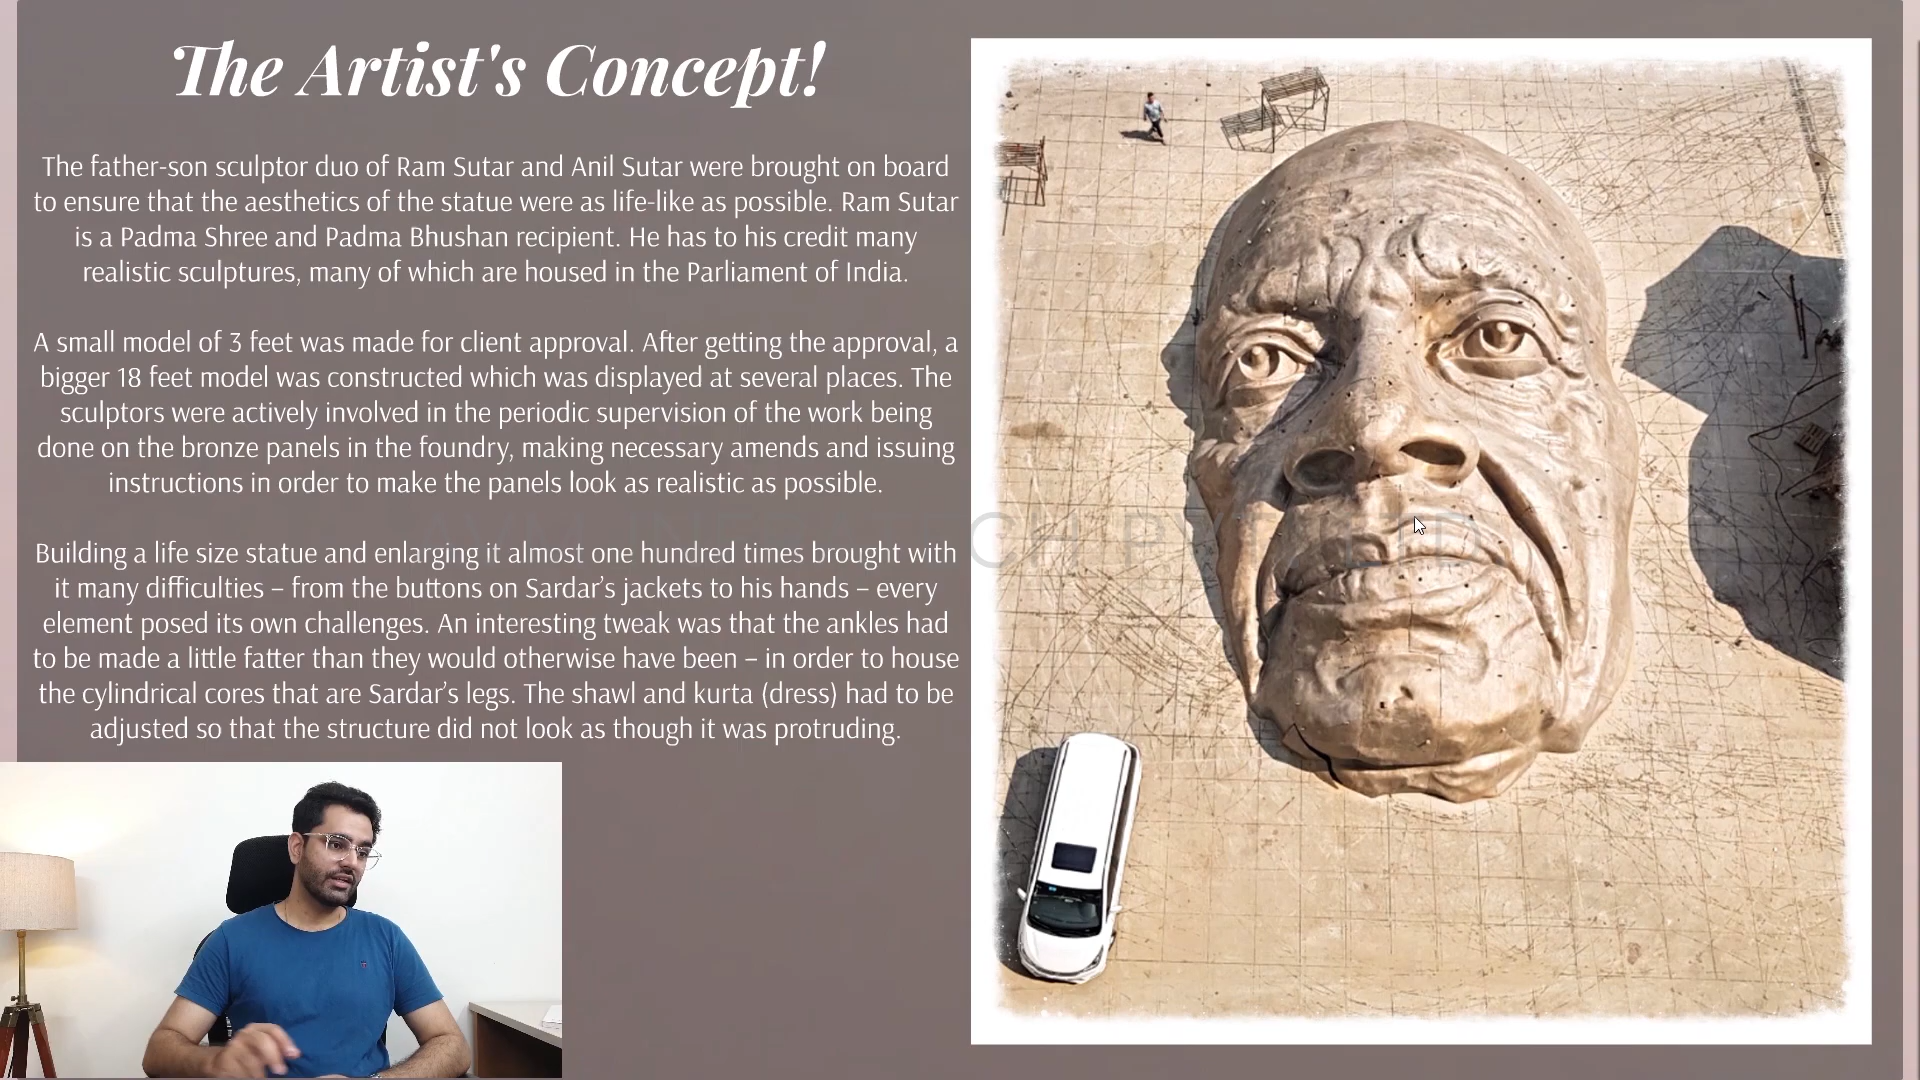 The Artist's Concept!
The father-son sculptor duo of Ram Sutar and Anil Sutar were brought on board
to ensure that the aesthetics of the statue were as life-like as possible. Ram Sutar
is a Padma Shree and Padma Bhushan recipient. He has to his credit many
realistic sculptures, many of which are housed in the Parliament of India.
A small model of 3 feet was made for client approval. After getting the approval, a
bigger 18 feet model was constructed which was displayed at several places. The
sculptors were actively involved in the periodic supervision of the work being
done on the bronze panels in the foundry, making necessary amends and issuing
instructions in order to make the panels look as realistic as possible.
Building a life size statue and enlarging it almost one hundred times brought with
it many difficulties – from the buttons on Sardar’s jackets to his hands – every
element posed its own challenges. An interesting tweak was that the ankles had
to be made a little fatter than they would otherwise have been – in order to house
the cylindrical cores that are Sardar’s legs. The shawl and kurta (dress) had to be
adjusted so that the structure did not look as though it was protruding.